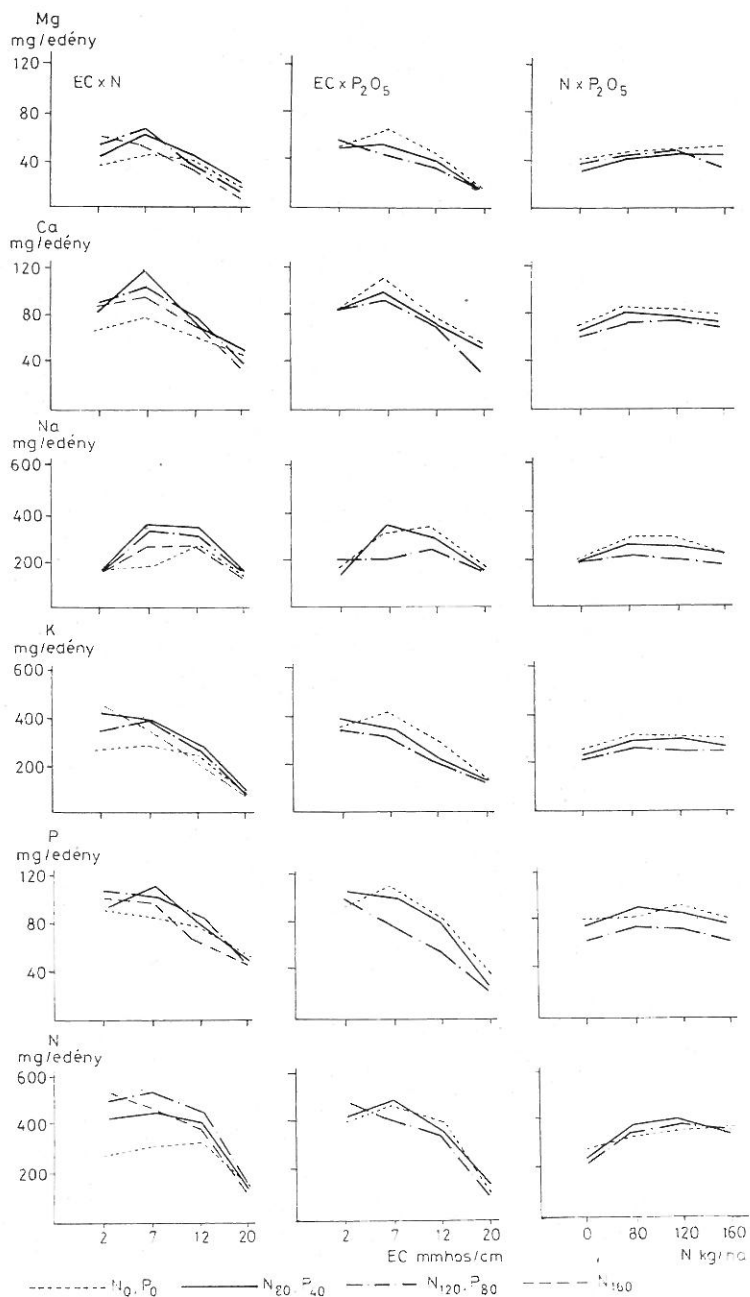 Mg
mg/edény
EC x N
EC x P₂O₅
N x P₂O₅
120
80
40
Ca
mg/edény
120
80
40
Na
mg/edény
600
400
200
K
mg/edény
600
400
200
P
mg/edény
120
80
40
N
mg/edény
600
400
200
2 7 12 20
2 7 12 20
0 80 120 160
EC mmhos/cm
N kg/ha
N₀, P₀
N₈₀, P₄₀
N₁₂₀, P₈₀
N₁₆₀